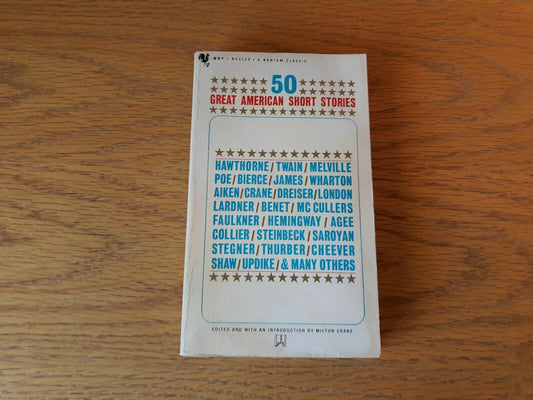 A BANTAM CLASSIC
50
GREAT AMERICAN SHORT STORIES
HAWTHORNE/TWAIN/MELVILLE
POE/BIERCE/JAMES/WHARTON
AIKEN/CRANE/DREISER/LONDON
LARDNER/BENET/MC CULLERS
FAULKNER/HEMINGWAY/AGEE
COLLIER/STEINBECK/SAROYAN
STEGNER/THURBER/CHEEVER
SHAW/UPDIKE/& MANY OTHERS
EDITED AND WITH AN INTRODUCTION BY MILTON CRANE